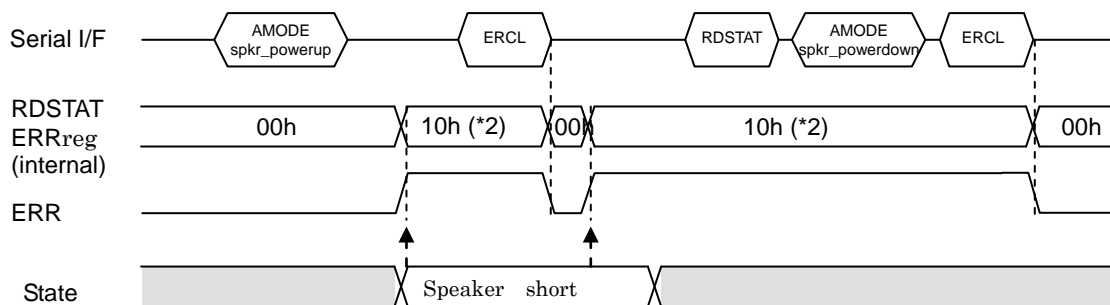 Serial I/F
AMODE
spkr_powerup
ERCL
RDSTAT
AMODE
spkr_powerdown
ERCL
RDSTAT
ERRreg
(internal)
00h
10h (*2)
00h
10h (*2)
00h
ERR
State
Speaker short